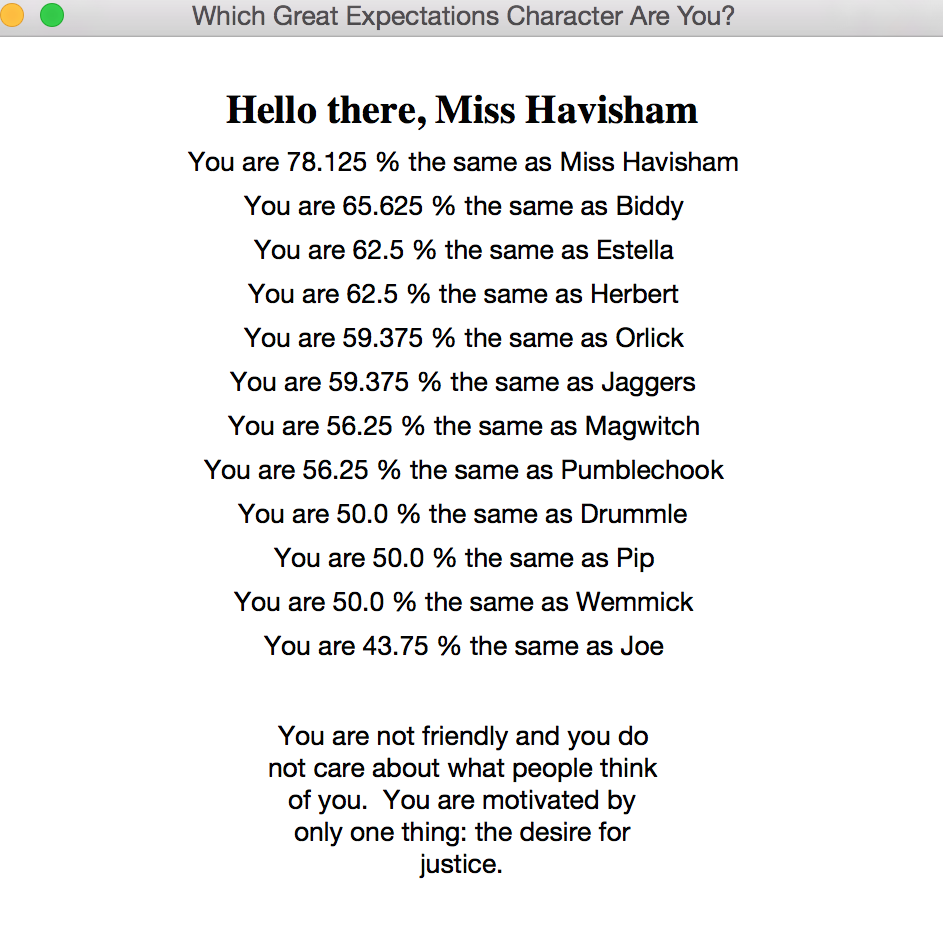 Which Great Expectations Character Are You?
Hello there, Miss Havisham
You are 78.125 % the same as Miss Havisham
You are 65.625 % the same as Biddy
You are 62.5 % the same as Estella
You are 62.5 % the same as Herbert
You are 59.375 % the same as Orlick
You are 59.375 % the same as Jaggers
You are 56.25 % the same as Magwitch
You are 56.25 % the same as Pumblechook
You are 50.0 % the same as Drummle
You are 50.0 % the same as Pip
You are 50.0 % the same as Wemmick
You are 43.75 % the same as Joe
You are not friendly and you do
not care about what people think
of you.  You are motivated by
only one thing: the desire for
justice.